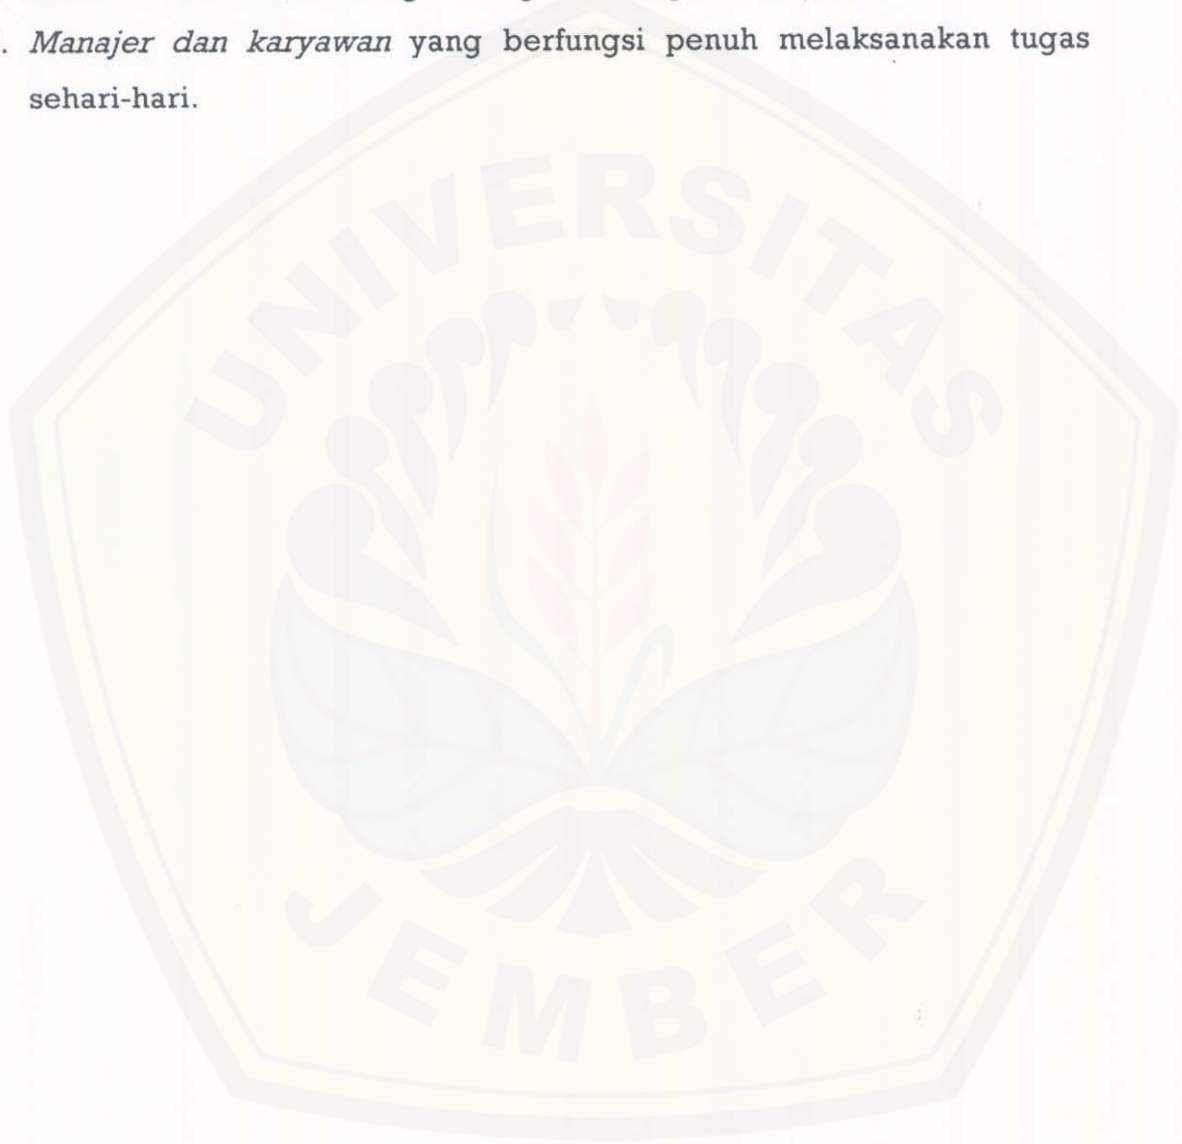 . Manajer dan karyawan yang berfungsi penuh melaksanakan tugas
sehari-hari.
UNIVERSITAS
JEMBER